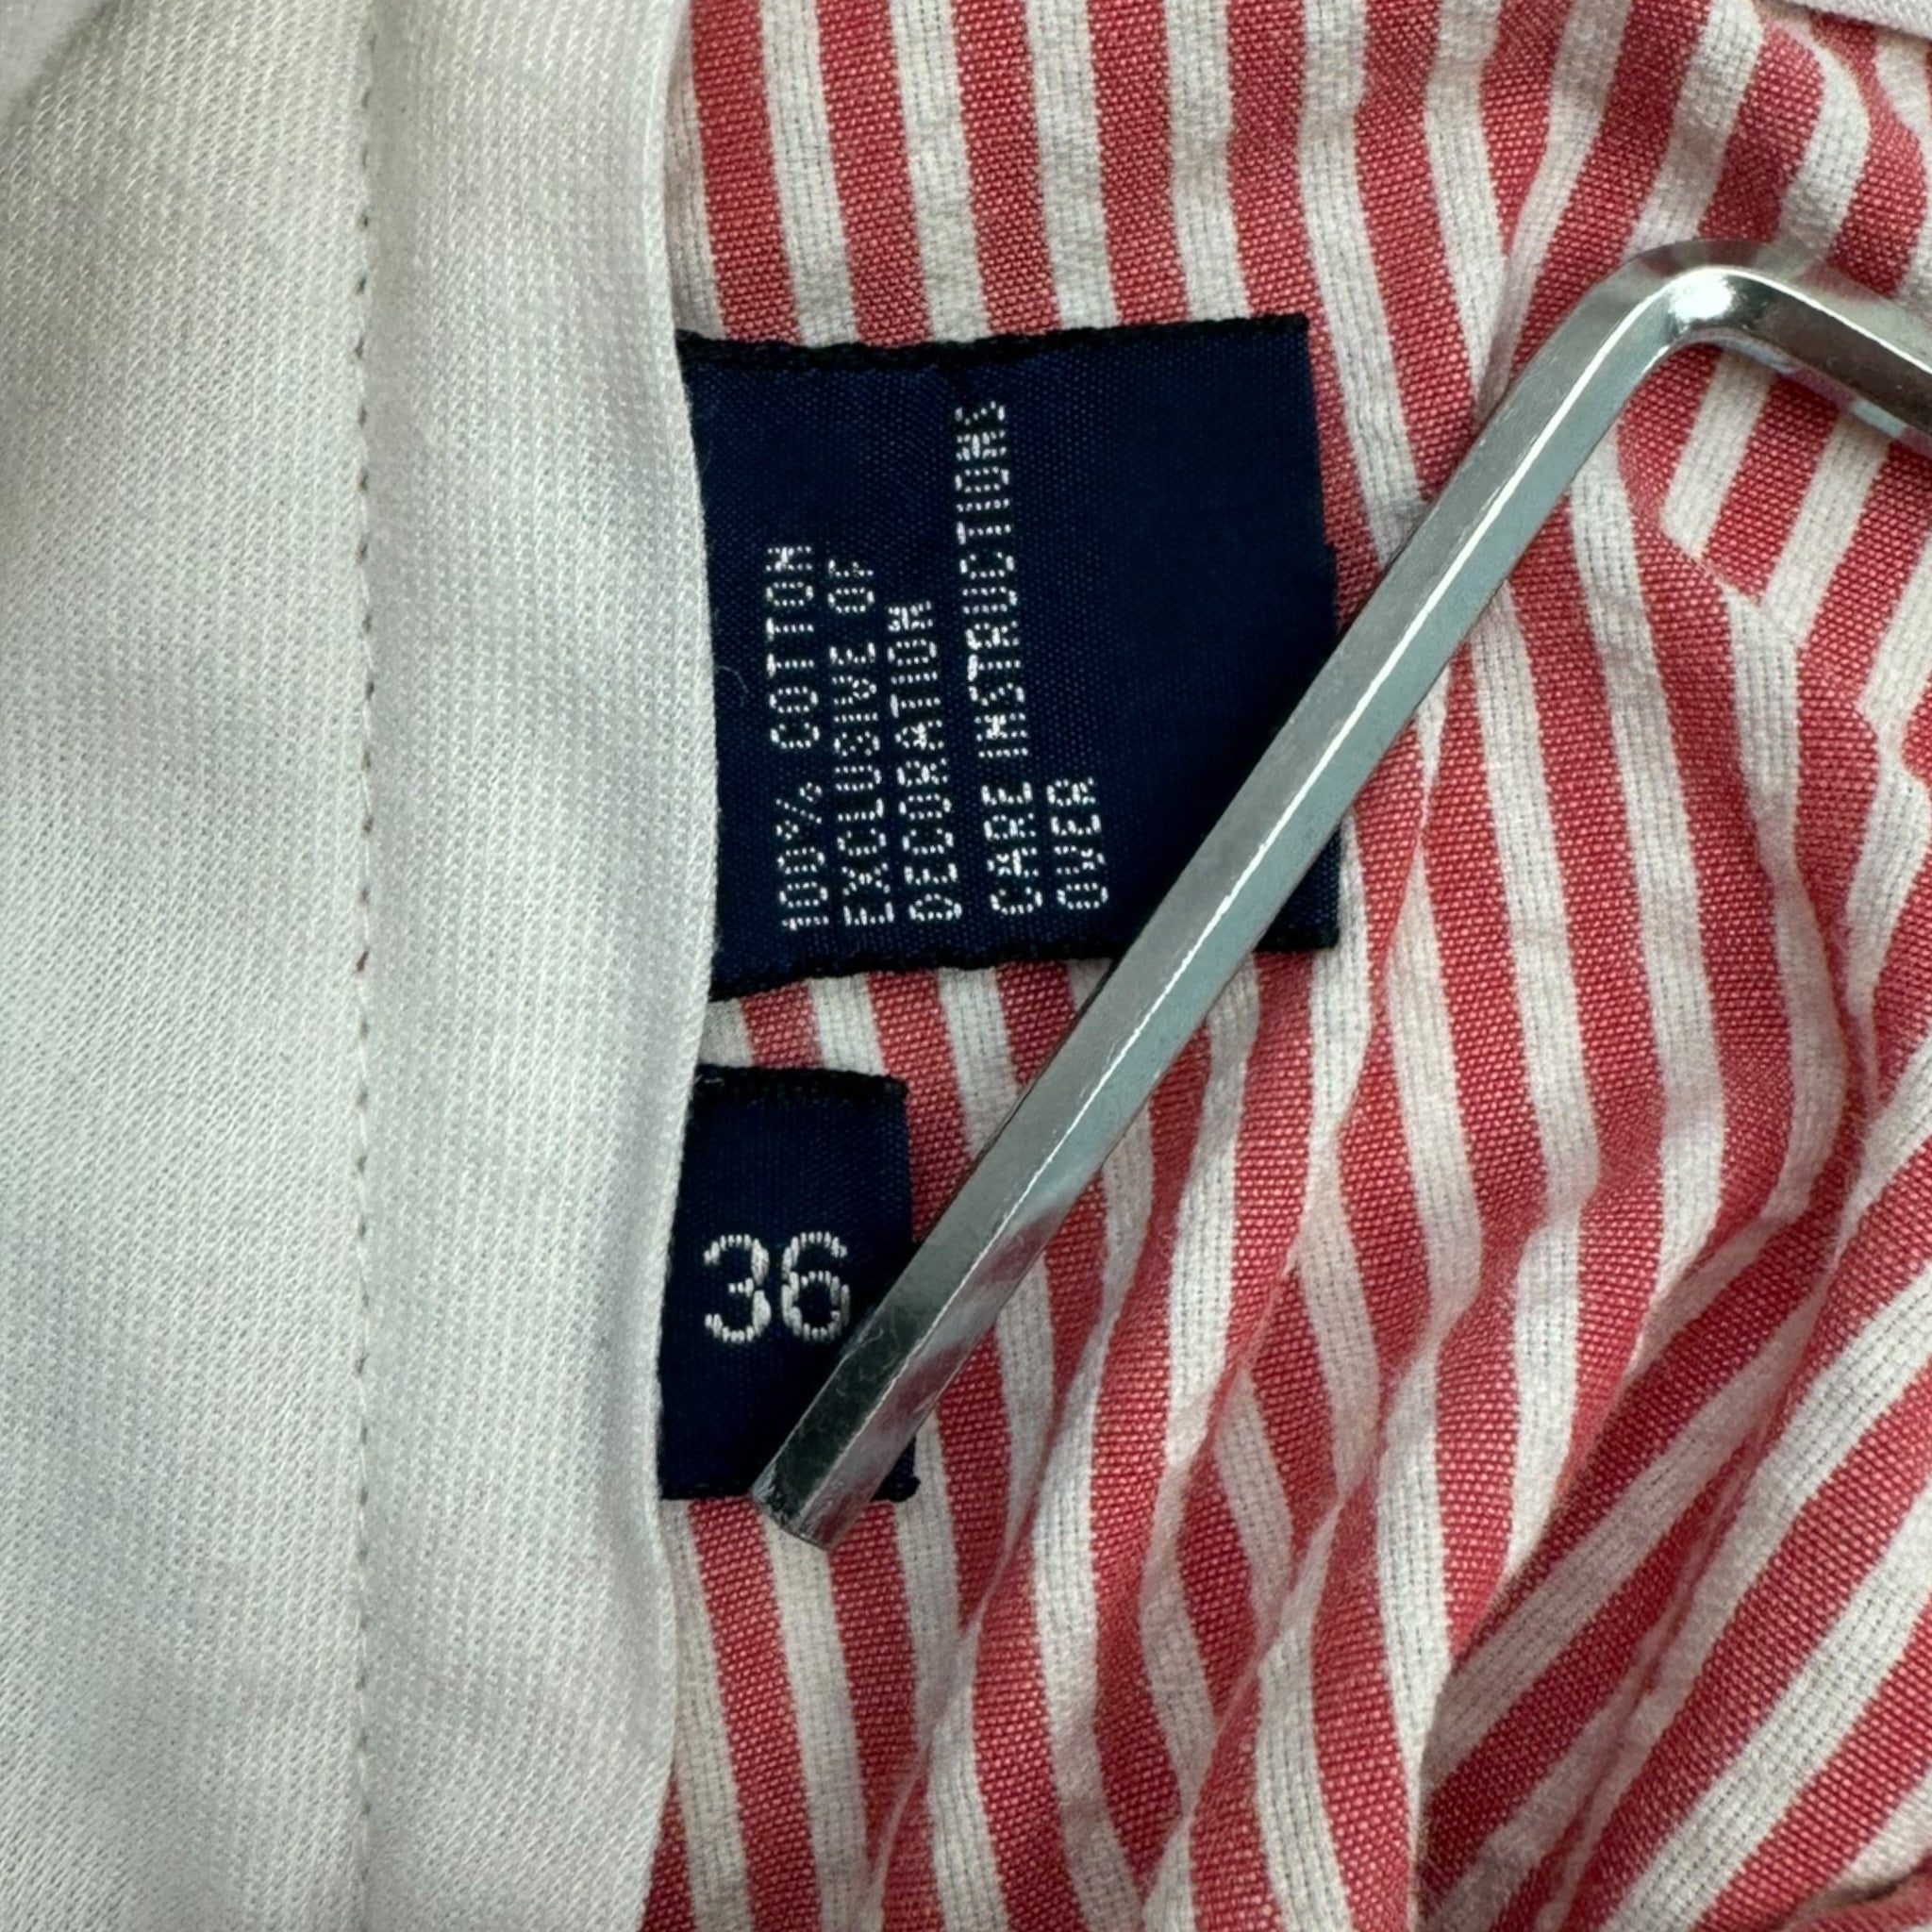 100% COTTON
EXCLUSIVE OF
DECORATION
CARE INSTRUCTIONS
OVER
36